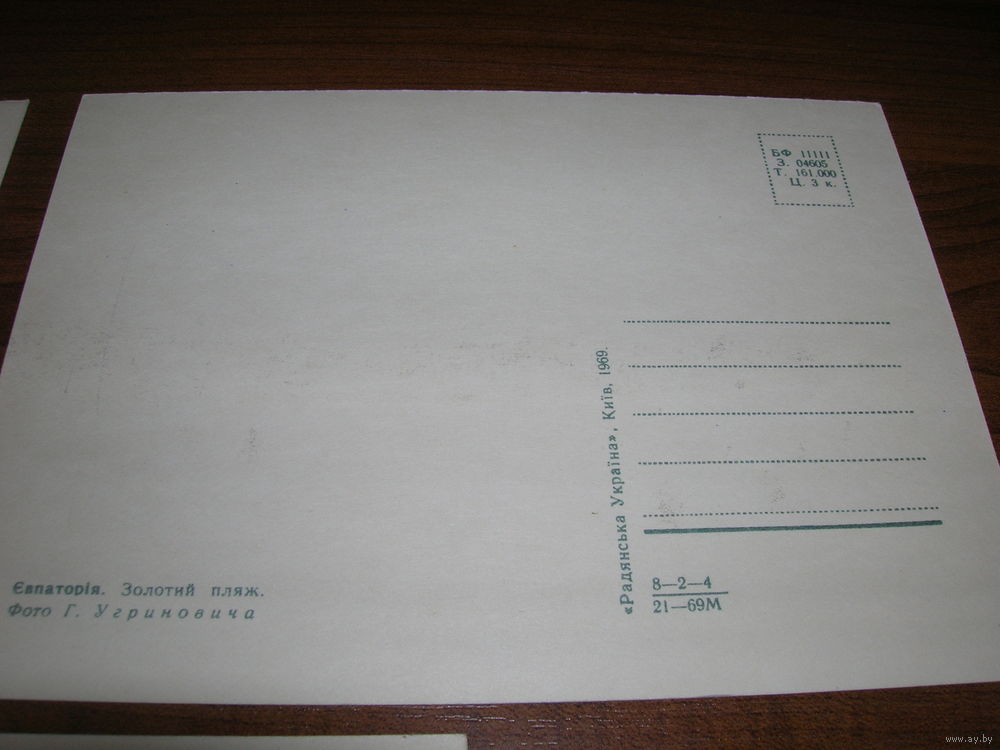 БФ 11111
З. 04605
Т. 161.000
Ц. 3 к.
«Радянська Україна», Київ, 1969.
8—2—4
21—69М
Євпаторія. Золотий пляж.
Фото Г. Угриновича
www.ay.by